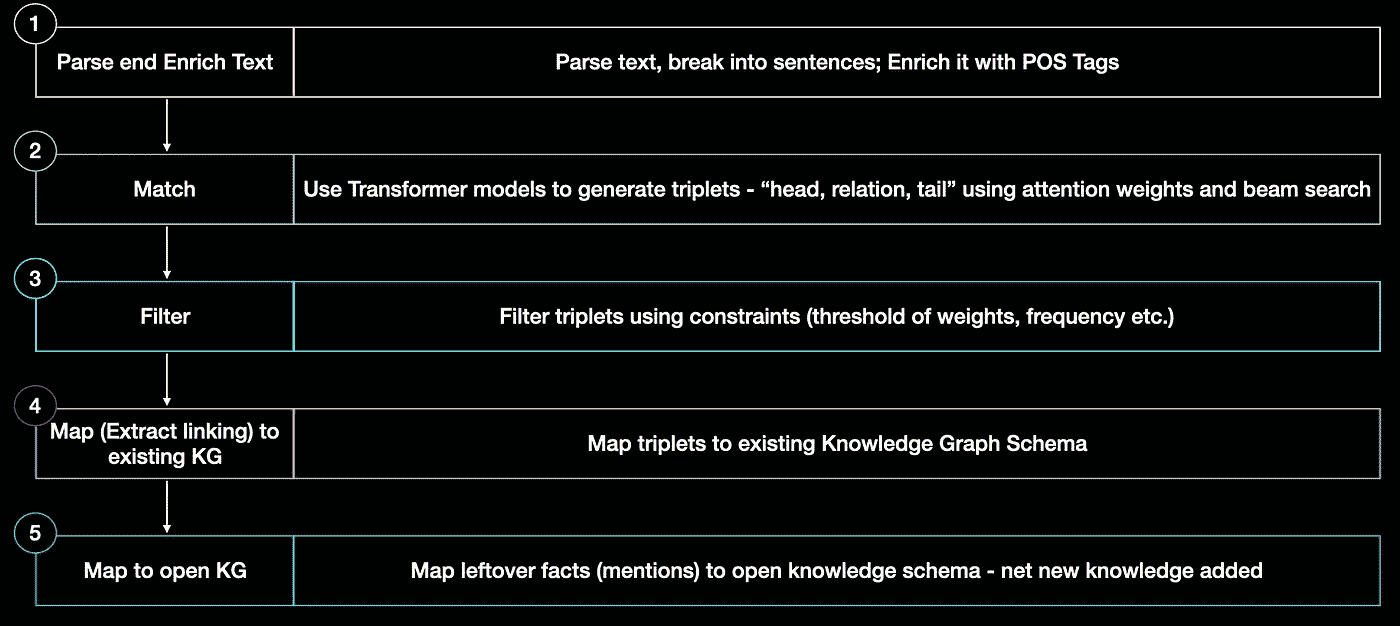 1
Parse end Enrich Text
Parse text, break into sentences; Enrich it with POS Tags
2
Match
Use Transformer models to generate triplets - “head, relation, tail” using attention weights and beam search
3
Filter
Filter triplets using constraints (threshold of weights, frequency etc.)
4
Map (Extract linking) to
existing KG
Map triplets to existing Knowledge Graph Schema
5
Map to open KG
Map leftover facts (mentions) to open knowledge schema - net new knowledge added